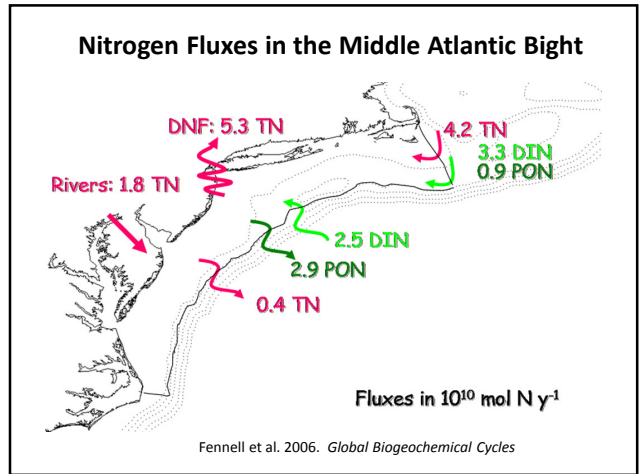 Nitrogen Fluxes in the Middle Atlantic Bight
DNF: 5.3 TN
4.2 TN
3.3 DIN
0.9 PON
Rivers: 1.8 TN
2.5 DIN
2.9 PON
0.4 TN
Fluxes in 10¹⁰ mol N y⁻¹
Fennell et al. 2006. Global Biogeochemical Cycles